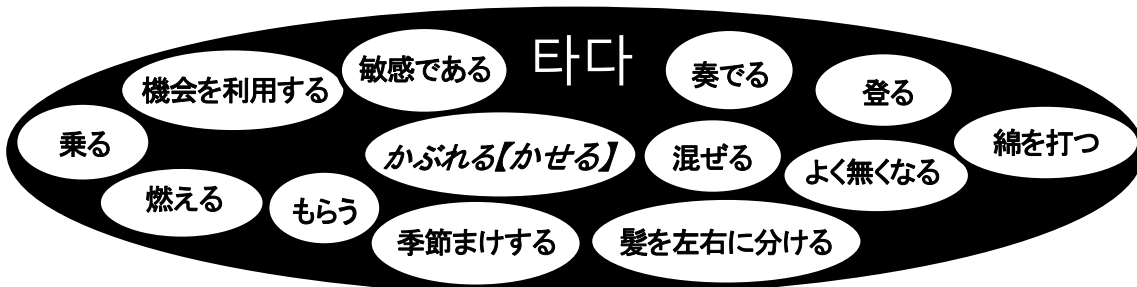 타다
敏感である
奏でる
機会を利用する
登る
乗る
かぶれる【かせる】
混ぜる
綿を打つ
よく無くなる
燃える
もらう
季節まけする
髪を左右に分ける